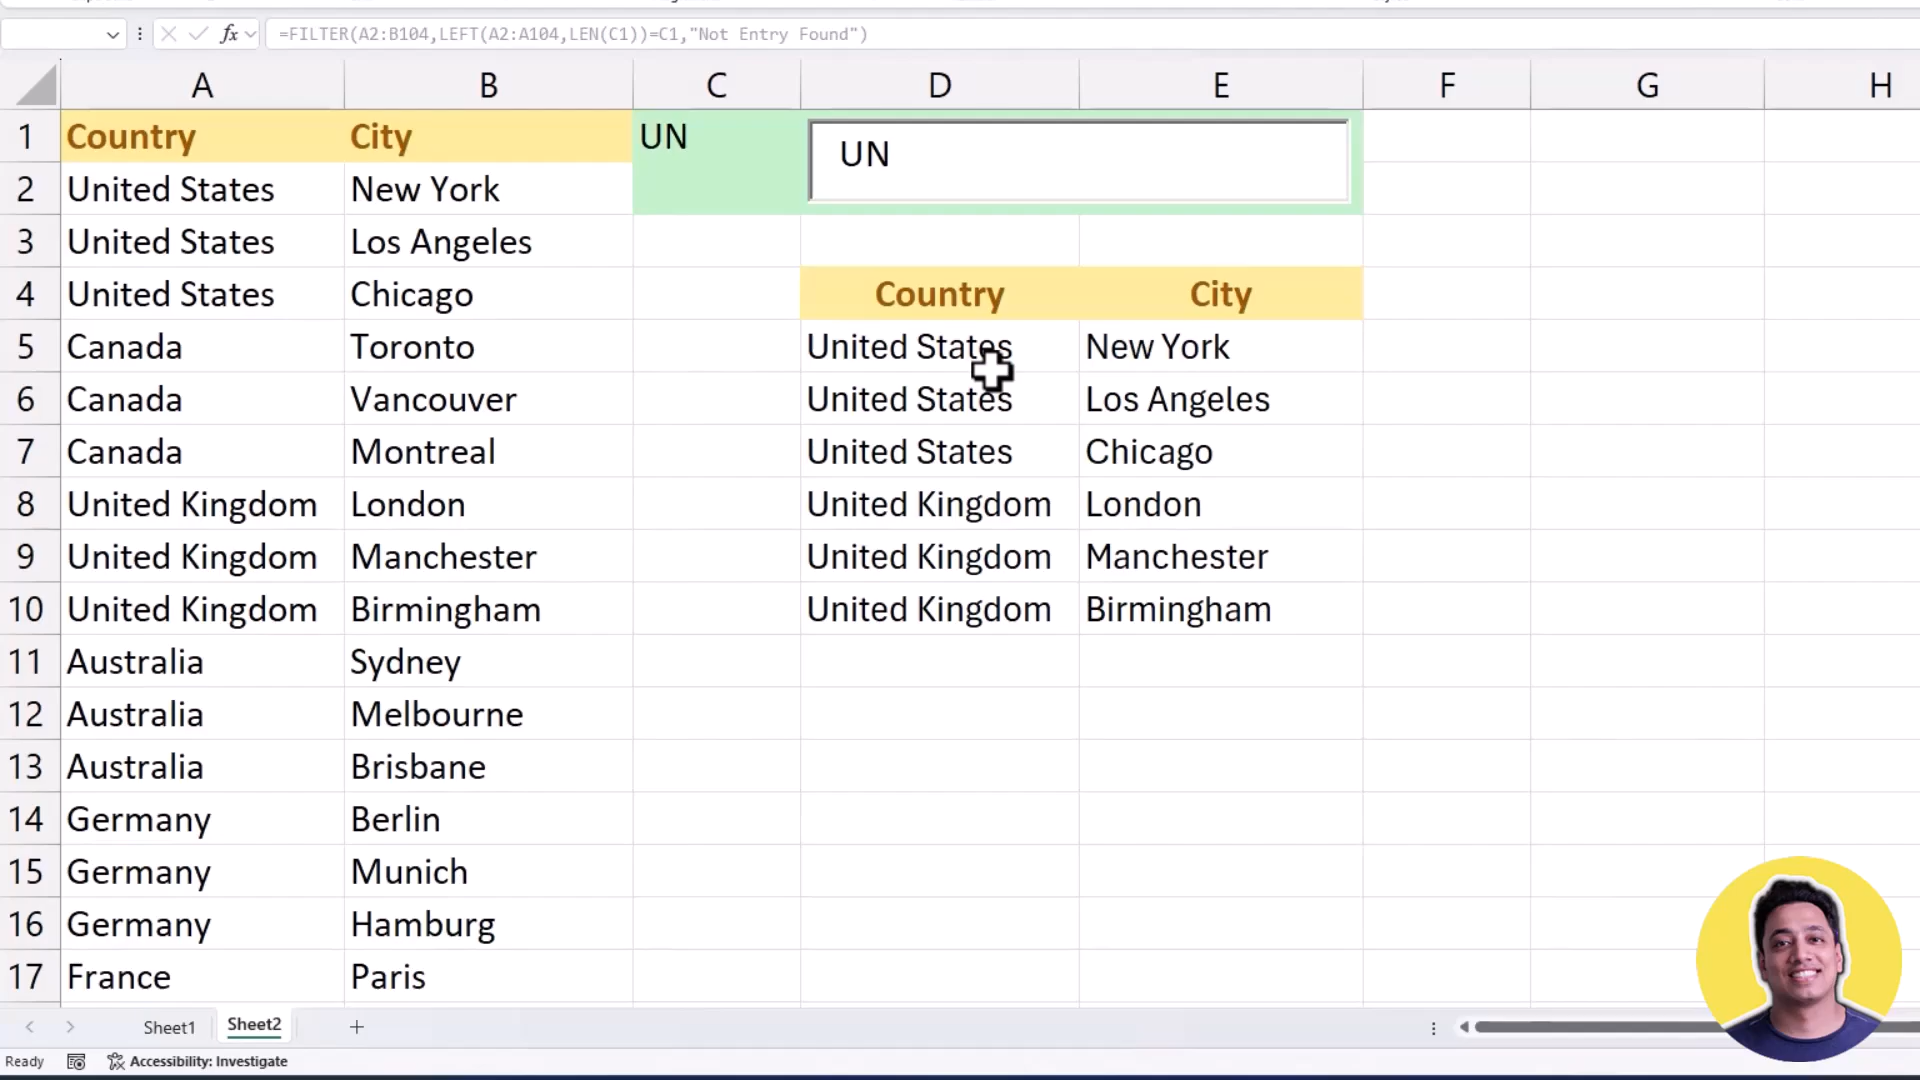 =FILTER(A2:B104,LEFT(A2:A104,LEN(C1))=C1,"Not Entry Found")
A B C D E F G H
1 Country City UN UN
2 United States New York
3 United States Los Angeles
4 United States Chicago Country City
5 Canada Toronto United States New York
6 Canada Vancouver United States Los Angeles
7 Canada Montreal United States Chicago
8 United Kingdom London United Kingdom London
9 United Kingdom Manchester United Kingdom Manchester
10 United Kingdom Birmingham United Kingdom Birmingham
11 Australia Sydney
12 Australia Melbourne
13 Australia Brisbane
14 Germany Berlin
15 Germany Munich
16 Germany Hamburg
17 France Paris
Sheet1 Sheet2
Ready Accessibility: Investigate